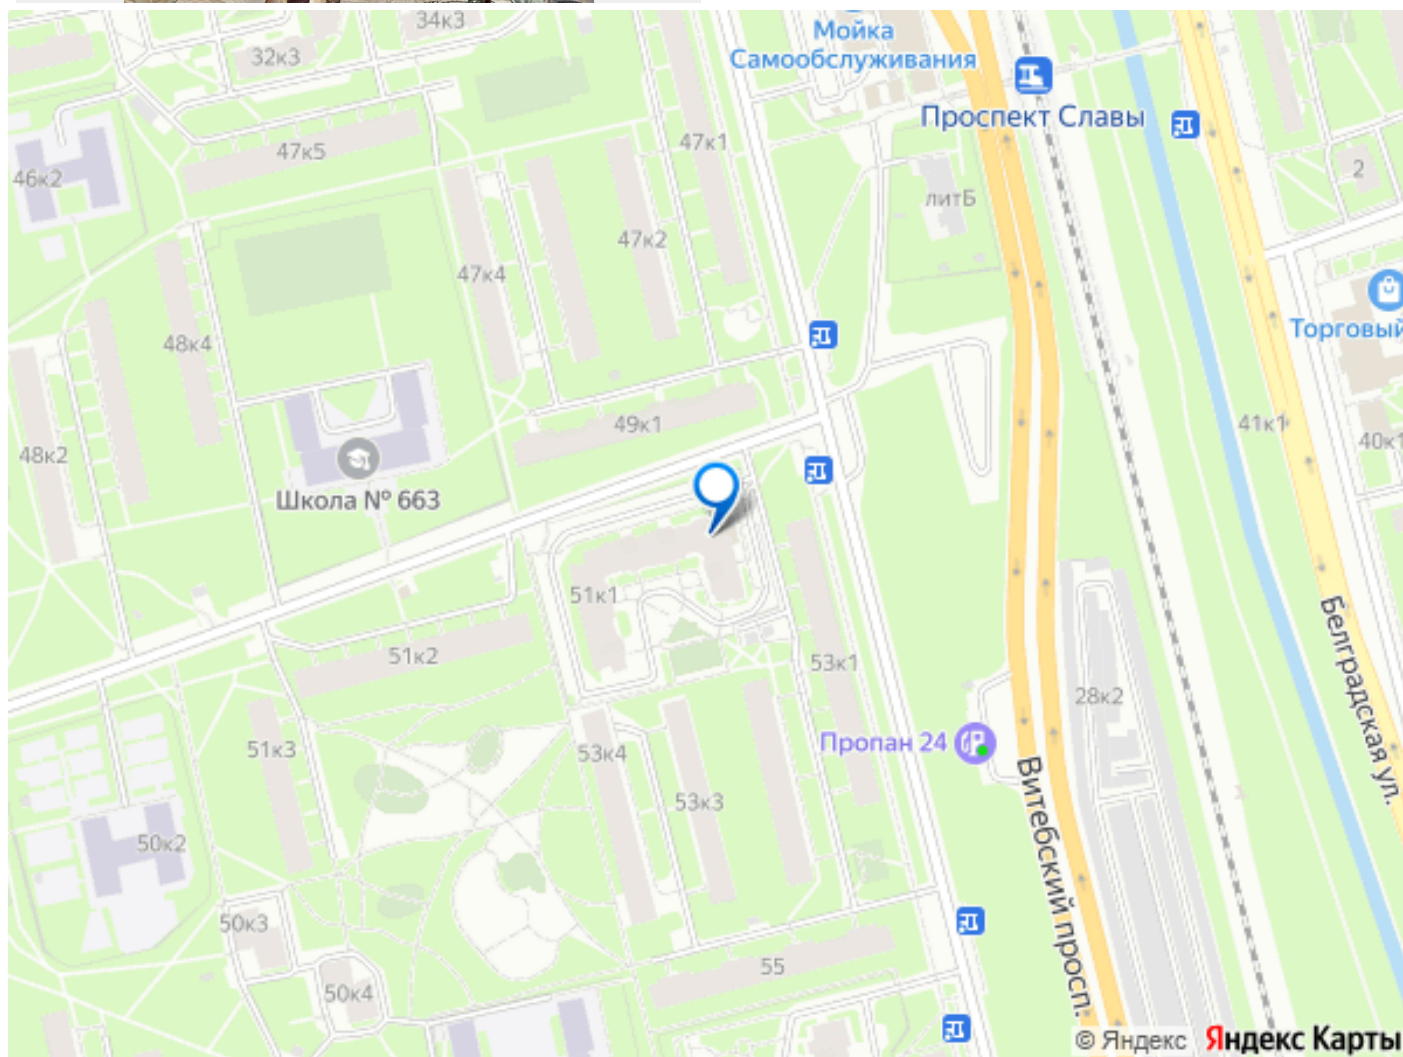 34к3
Мойка
Самообслуживания
32к3
Проспект Славы
47к1
47к5
2
46к2
литБ
47к2
47к4
Торговый
48к4
49к1
41к1
40к1
48к2
Школа № 663
51к1
Белградская ул.
51к2
53к1
28к2
51к3
53к4
Пропан 24
Витебский просп.
53к3
50к2
50к3
55
50к4
© Яндекс Яндекс Карты